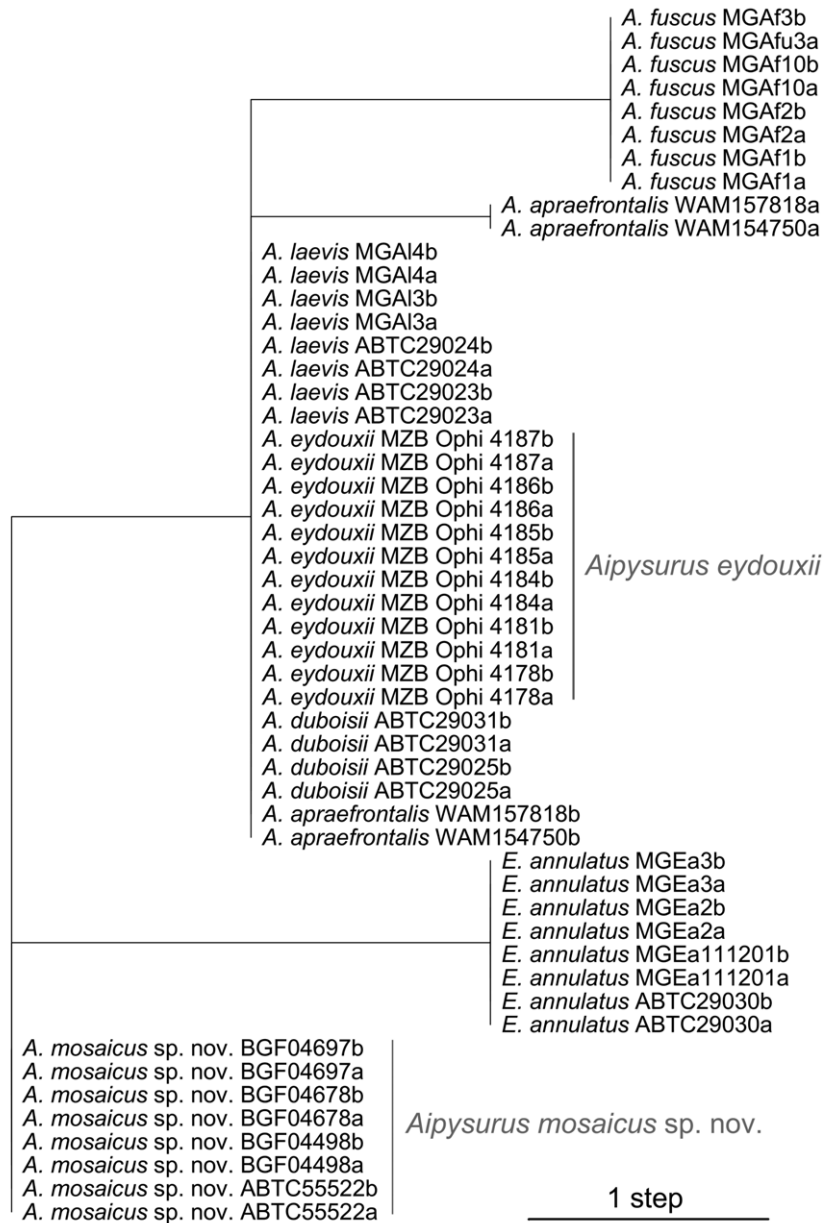 A. fuscus MGAf3b
A. fuscus MGAfu3a
A. fuscus MGAf10b
A. fuscus MGAf10a
A. fuscus MGAf2b
A. fuscus MGAf2a
A. fuscus MGAf1b
A. fuscus MGAf1a
A. apraefrontalis WAM157818a
A. apraefrontalis WAM154750a
A. laevis MGAl4b
A. laevis MGAl4a
A. laevis MGAl3b
A. laevis MGAl3a
A. laevis ABTC29024b
A. laevis ABTC29024a
A. laevis ABTC29023b
A. laevis ABTC29023a
A. eydouxii MZB Ophi 4187b
A. eydouxii MZB Ophi 4187a
A. eydouxii MZB Ophi 4186b
A. eydouxii MZB Ophi 4186a
A. eydouxii MZB Ophi 4185b
A. eydouxii MZB Ophi 4185a
A. eydouxii MZB Ophi 4184b
A. eydouxii MZB Ophi 4184a
A. eydouxii MZB Ophi 4181b
A. eydouxii MZB Ophi 4181a
A. eydouxii MZB Ophi 4178b
A. eydouxii MZB Ophi 4178a
Aipysurus eydouxii
A. duboisii ABTC29031b
A. duboisii ABTC29031a
A. duboisii ABTC29025b
A. duboisii ABTC29025a
A. apraefrontalis WAM157818b
A. apraefrontalis WAM154750b
E. annulatus MGEa3b
E. annulatus MGEa3a
E. annulatus MGEa2b
E. annulatus MGEa2a
E. annulatus MGEa111201b
E. annulatus MGEa111201a
E. annulatus ABTC29030b
E. annulatus ABTC29030a
A. mosaicus sp. nov. BGF04697b
A. mosaicus sp. nov. BGF04697a
A. mosaicus sp. nov. BGF04678b
A. mosaicus sp. nov. BGF04678a
A. mosaicus sp. nov. BGF04498b
A. mosaicus sp. nov. BGF04498a
A. mosaicus sp. nov. ABTC55522b
A. mosaicus sp. nov. ABTC55522a
Aipysurus mosaicus sp. nov.
1 step